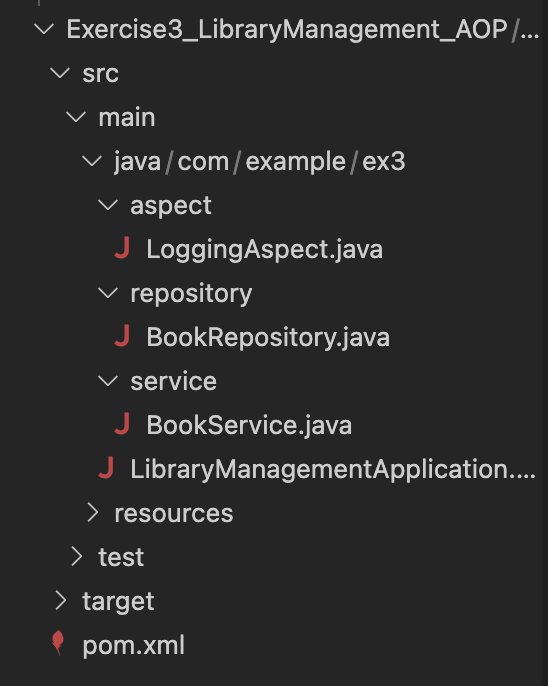 Exercise3_LibraryManagement_AOP/...
src
main
java/com/example/ex3
aspect
J LoggingAspect.java
repository
J BookRepository.java
service
J BookService.java
J LibraryManagementApplication....
resources
test
target
pom.xml